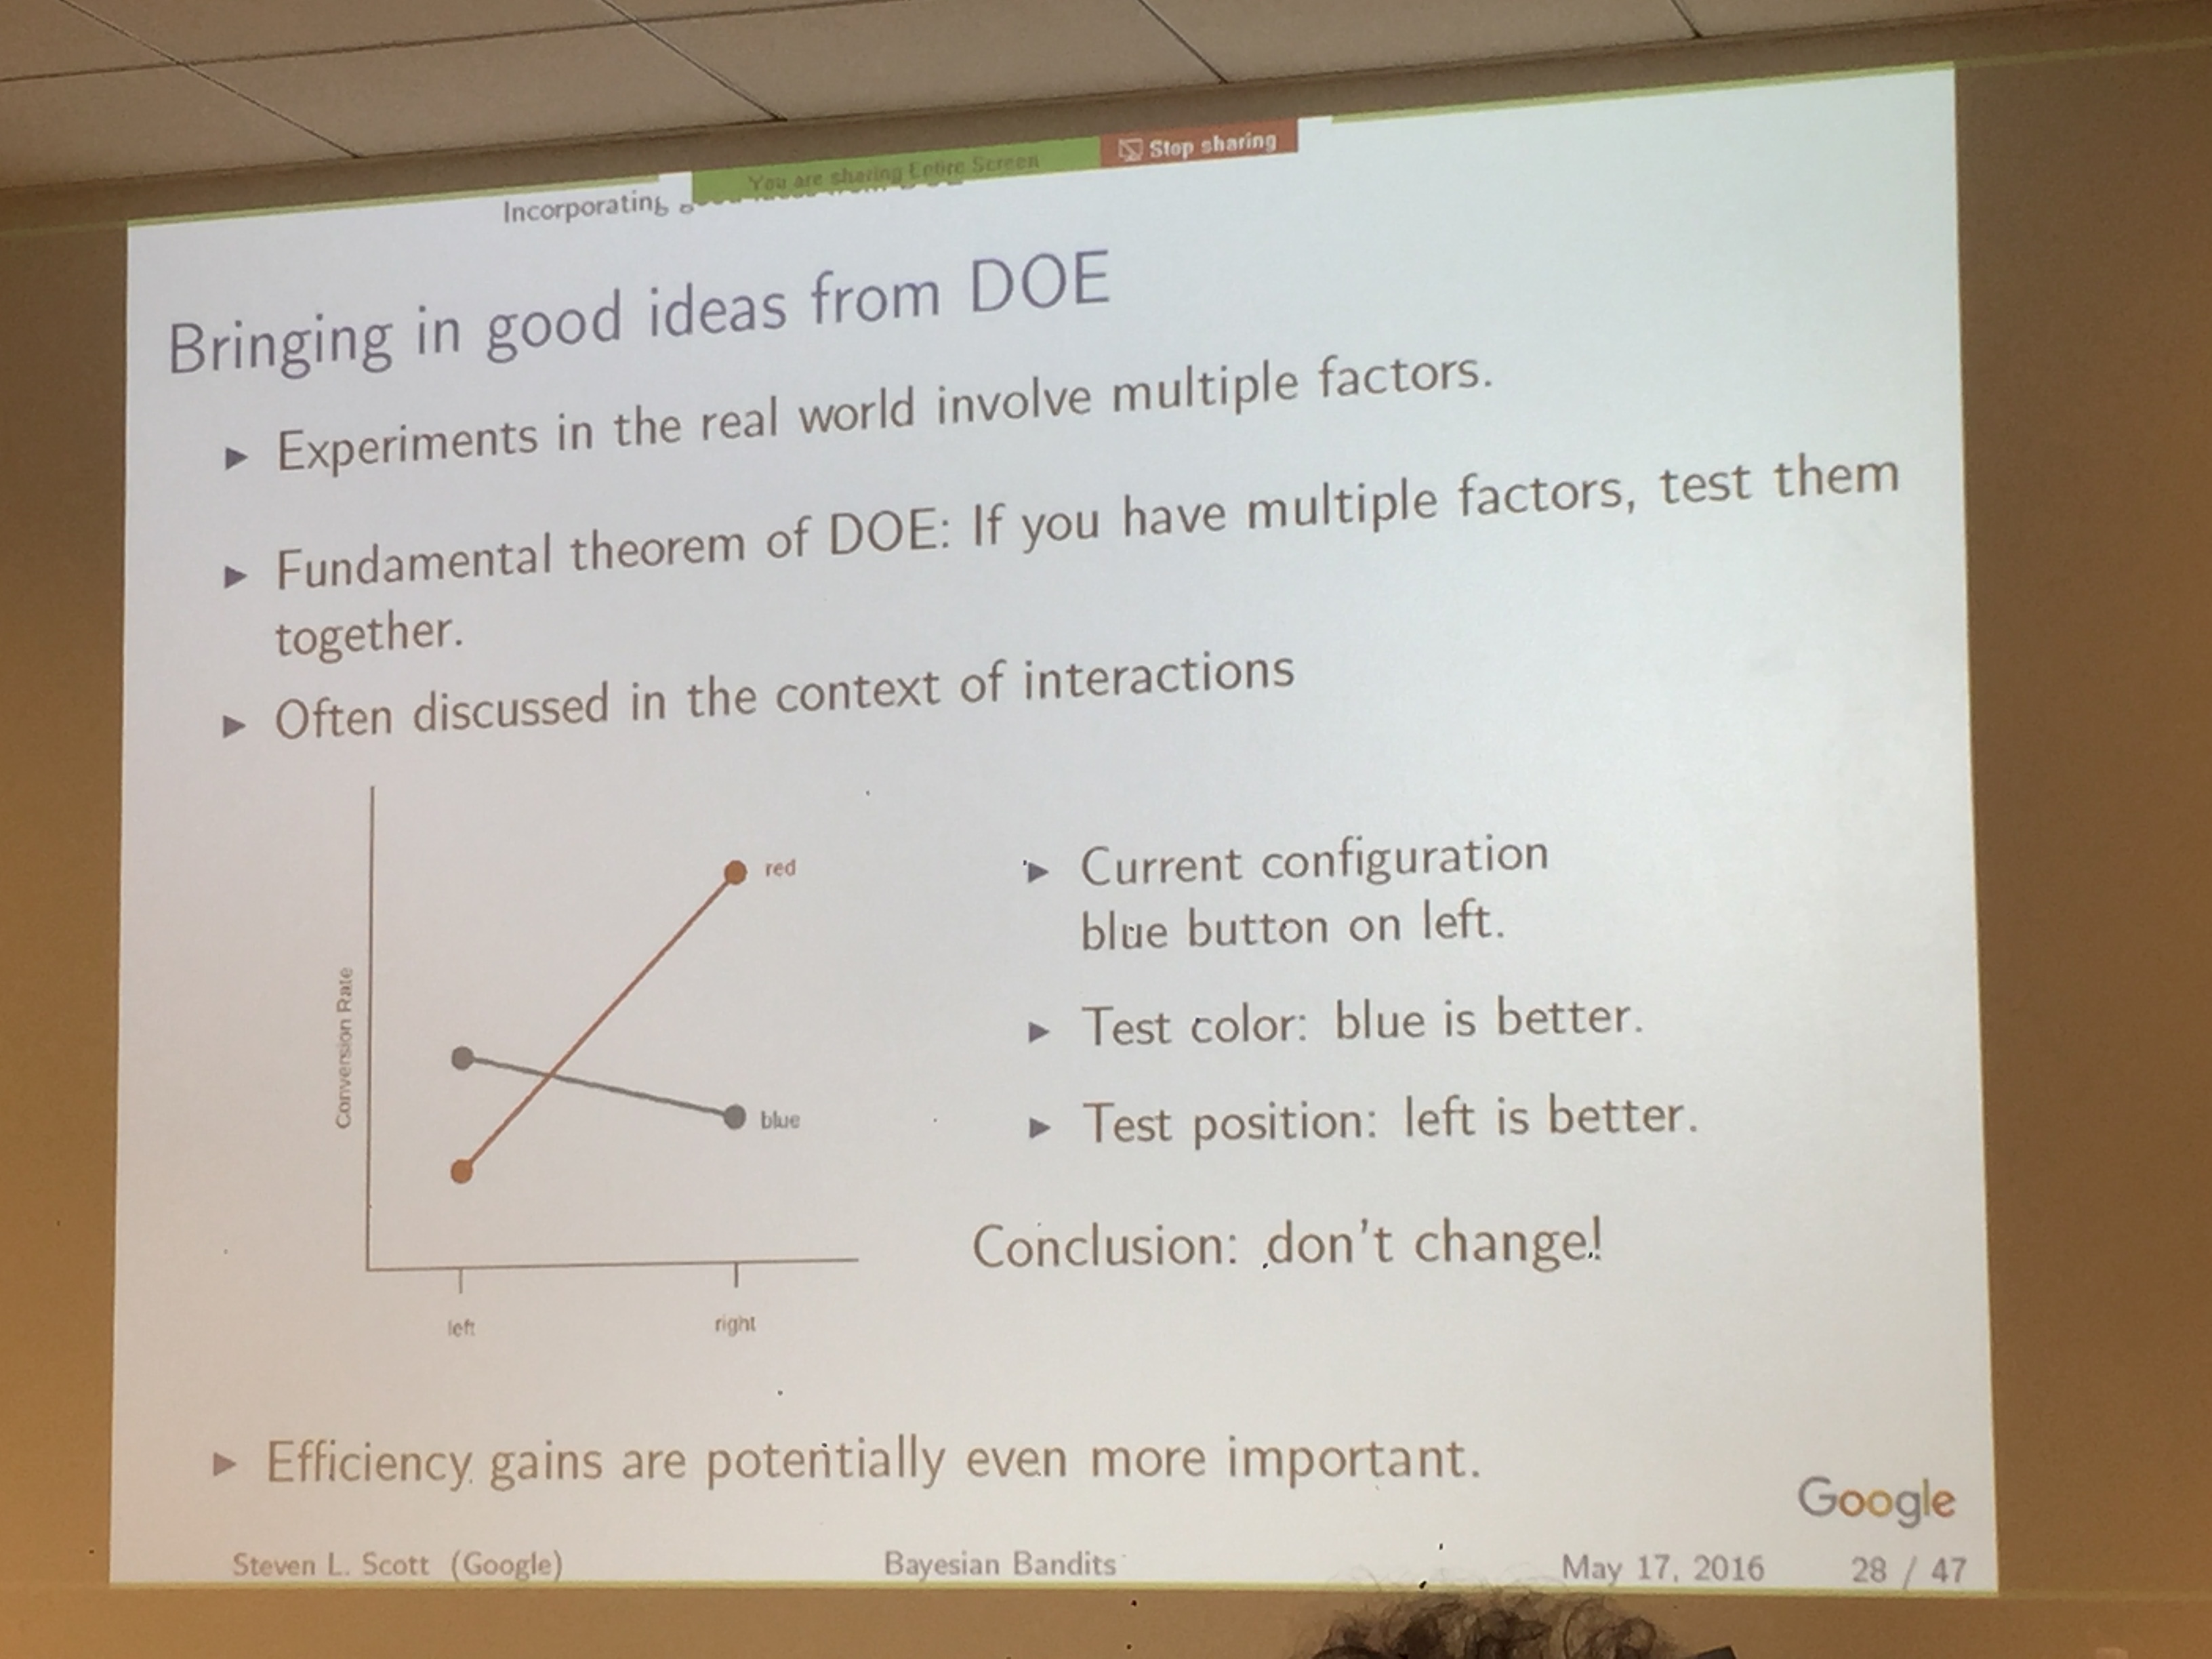 You are sharing Entire Screen
Stop sharing
Incorporating
Bringing in good ideas from DOE
▶ Experiments in the real world involve multiple factors.
▶ Fundamental theorem of DOE: If you have multiple factors, test them
together.
▶ Often discussed in the context of interactions
Conversion Rate
red
blue
left
right
▶ Current configuration
blue button on left.
▶ Test color: blue is better.
▶ Test position: left is better.
Conclusion: don't change!
▶ Efficiency gains are potentially even more important.
Google
Steven L. Scott (Google)
Bayesian Bandits
May 17, 2016
28 / 47